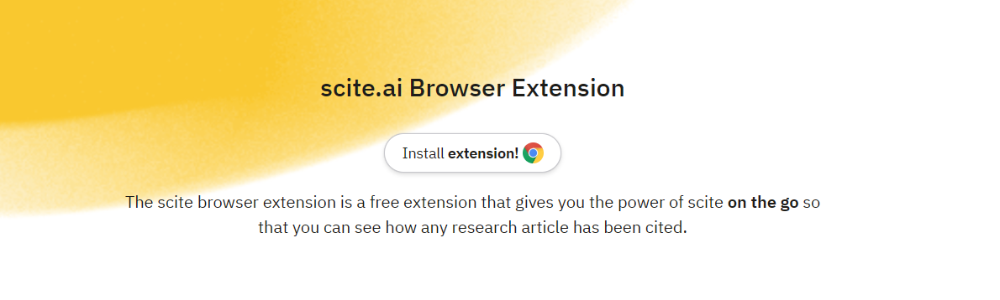 scite.ai Browser Extension
Install extension!
The scite browser extension is a free extension that gives you the power of scite on the go so
that you can see how any research article has been cited.